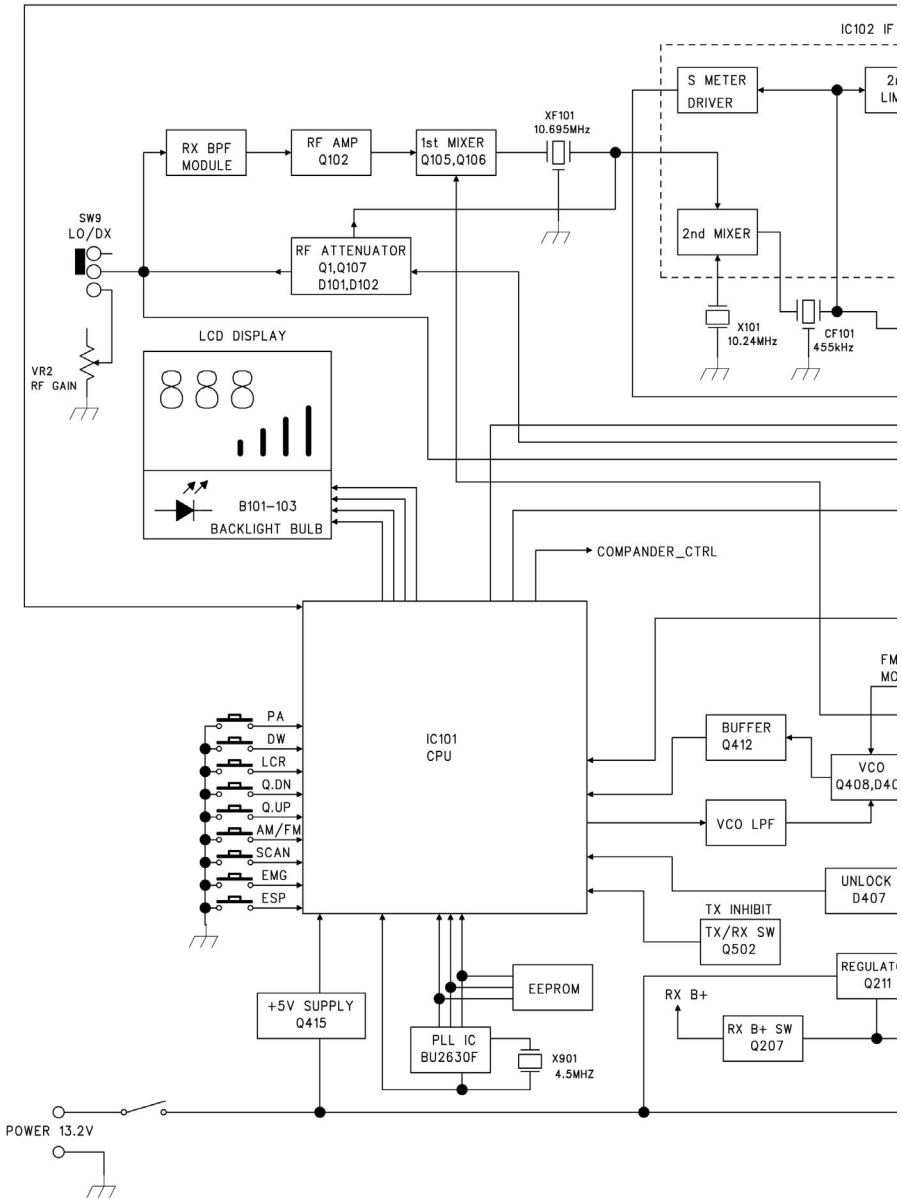 IC102 IF
S METER
DRIVER
XF101
10.695MHz
RX BPF
MODULE
RF AMP
Q102
1st MIXER
Q105,Q106
SW9
LO/DX
RF ATTENUATOR
Q1,Q107
D101,D102
2nd MIXER
X101
10.24MHz
CF101
455kHz
LCD DISPLAY
VR2
RF GAIN
888
B101-103
BACKLIGHT BULB
COMPANDER_CTRL
IC101
CPU
PA
DW
LCR
Q.DN
Q.UP
AM/FM
SCAN
EMG
ESP
FM
BUFFER
Q412
VCO
Q408,
VCO LPF
UNLOCK
D407
TX INHIBIT
TX/RX SW
Q502
Q211
RX B+
RX B+ SW
Q207
+5V SUPPLY
Q415
EEPROM
PLL IC
BU2630F
X901
4.5MHZ
POWER 13.2V